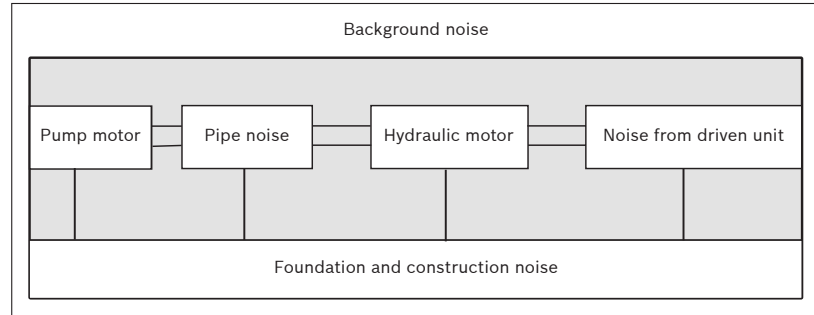 Background noise
Pump motor
Pipe noise
Hydraulic motor
Noise from driven unit
Foundation and construction noise